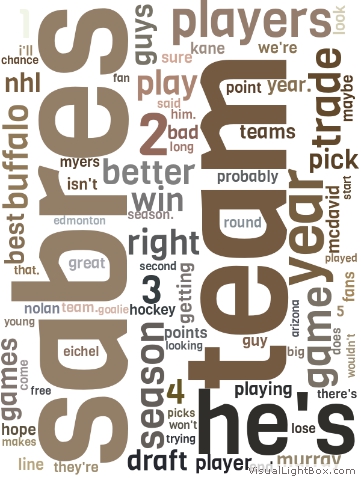 1
i'll
chance
guys
players
look
kane
we're
sure
nhl
fan
play
said
him.
point
year.
trade
maybe
buffalo
2
bad
long
teams
myers
isn't
better
probably
pick
win
season.
edmonton
best
that.
great
right
round
year
mcdavid
start
second
3
hockey
getting
played
fans
nolan
team.
goalie
young
sabres
team
points
looking
guy
arizona
game
5
does
wouldn't
big
games
come
eichel
free
season
4
picks
won't
trying
playing
there's
hope
makes
he's
lose
line
they're
draft
player
end
murray
VisualLightBox.com